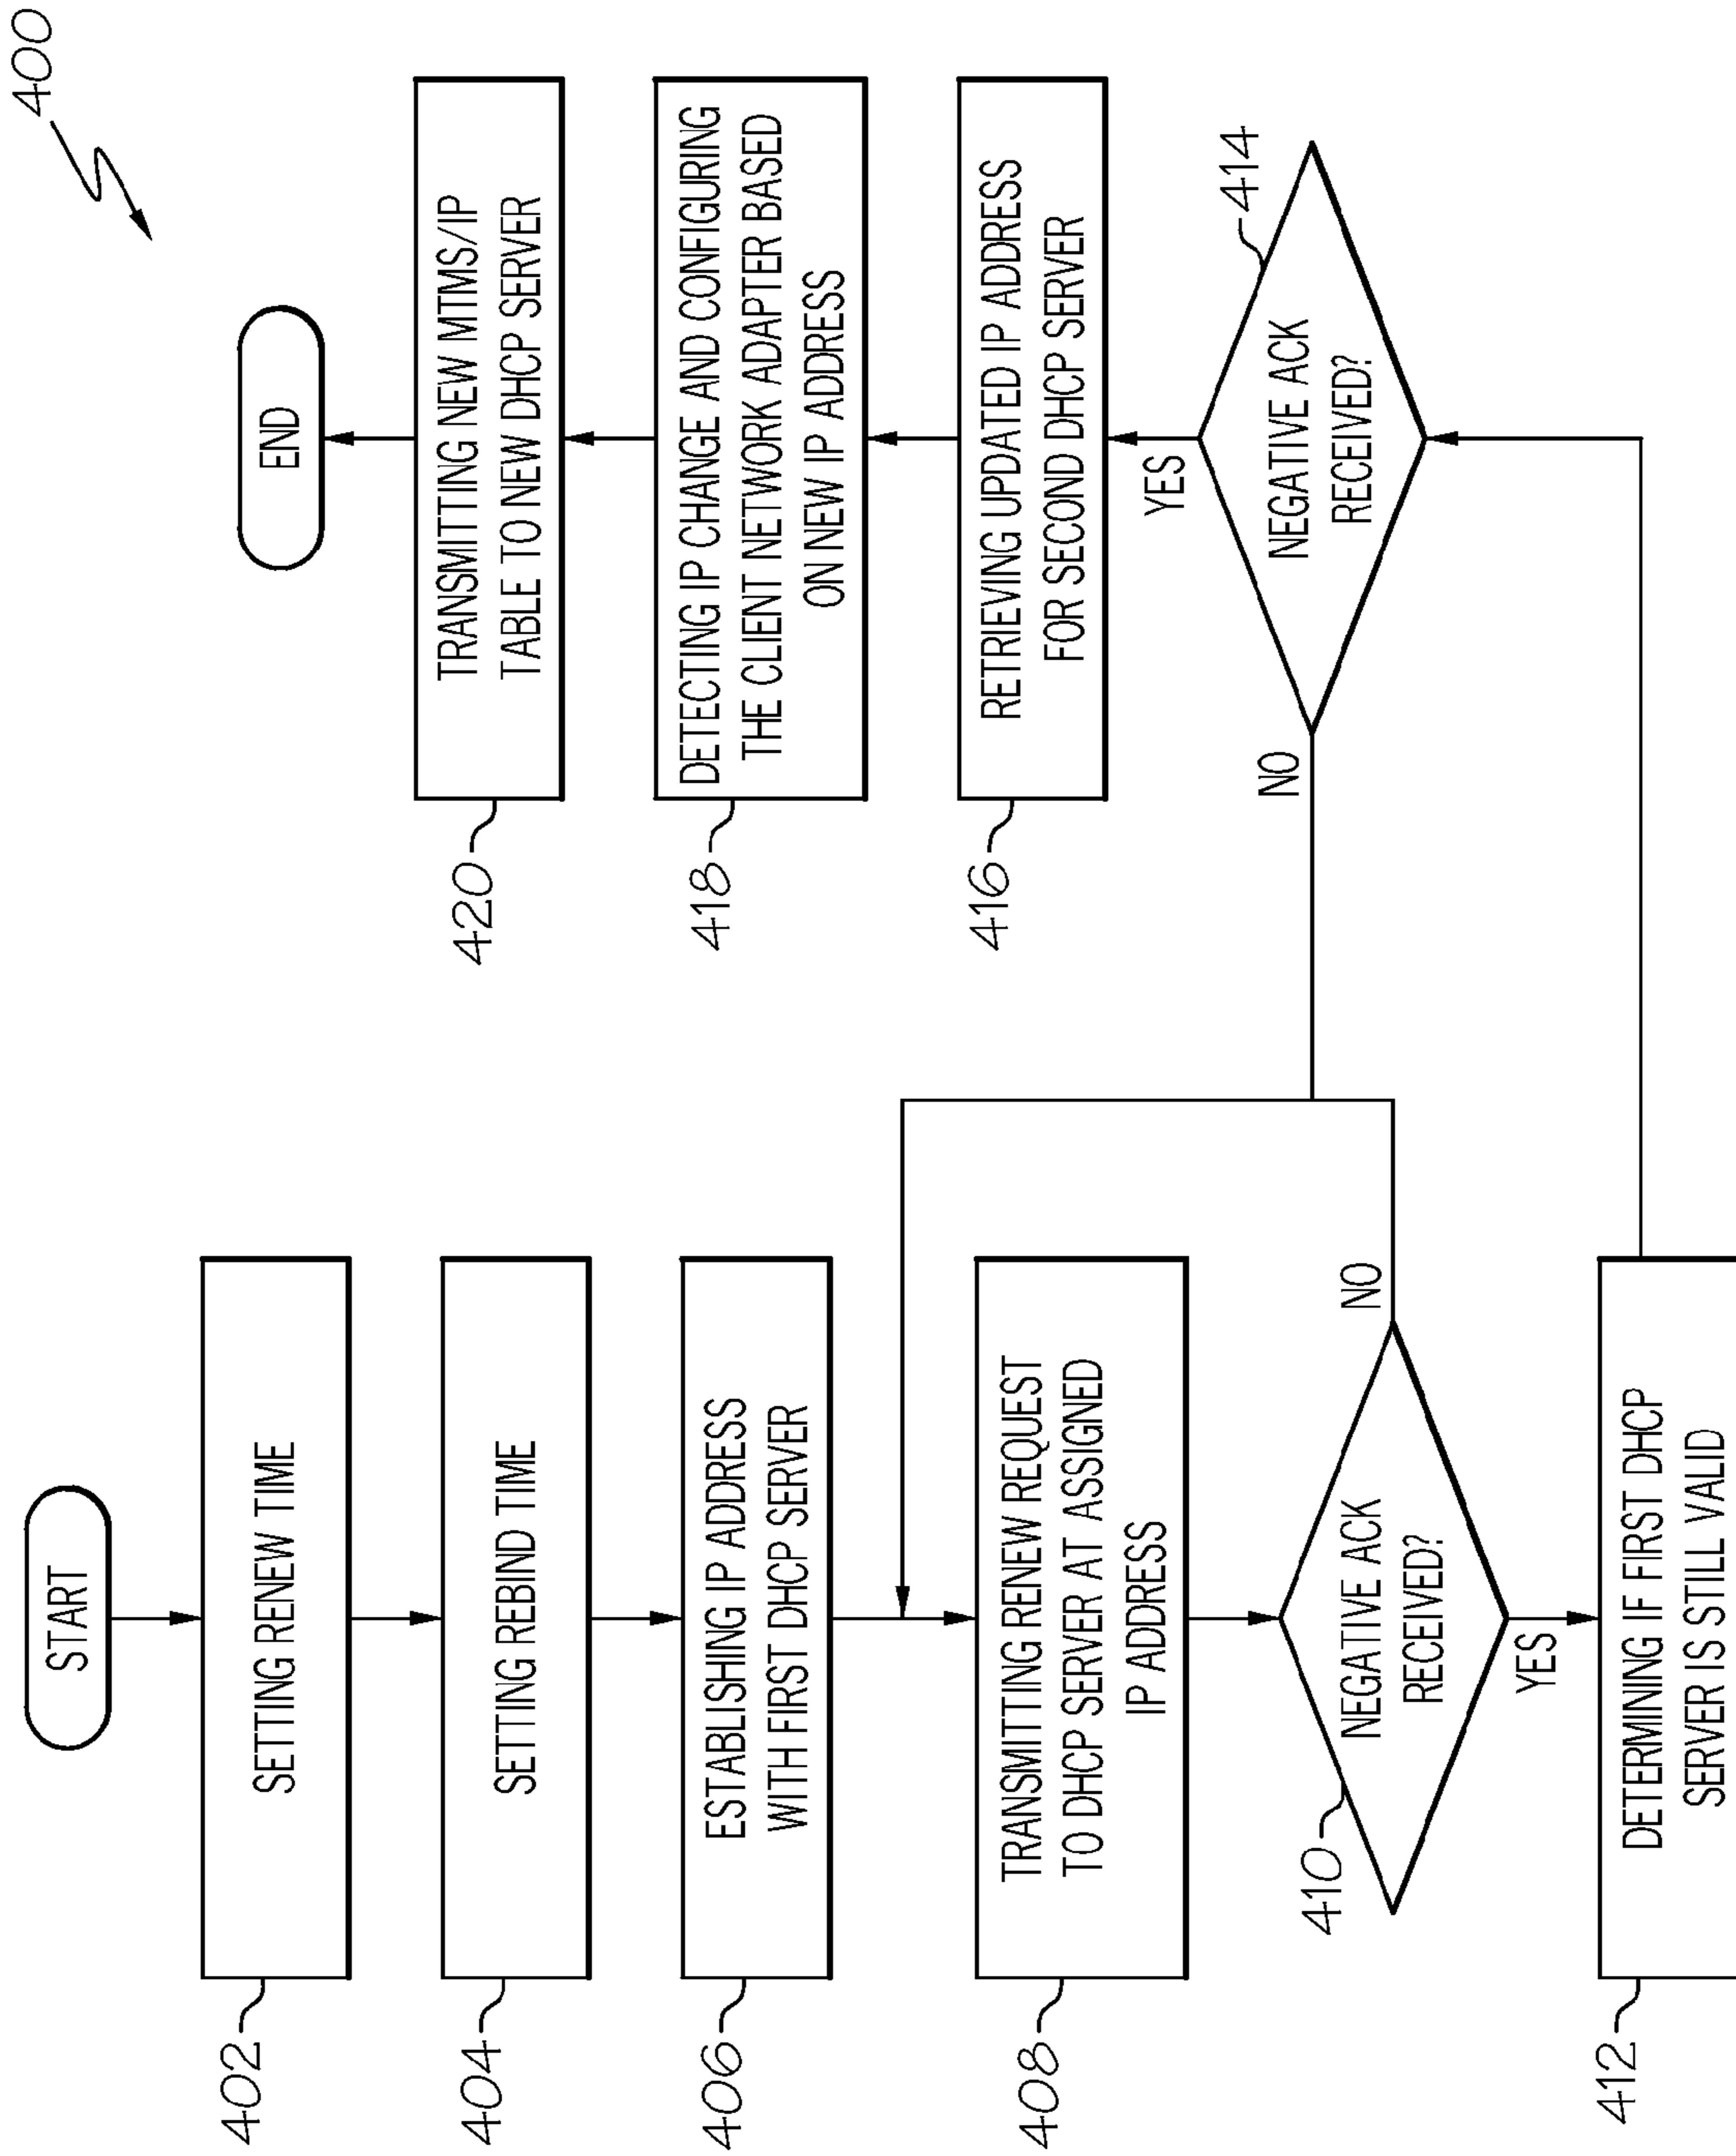 400
START
402
SETTING RENEW TIME
404
SETTING REBIND TIME
406
ESTABLISHING IP ADDRESS
WITH FIRST DHCP SERVER
408
TRANSMITTING RENEW REQUEST
TO DHCP SERVER AT ASSIGNED
IP ADDRESS
410
NEGATIVE ACK
RECEIVED?
NO
YES
412
DETERMINING IF FIRST DHCP
SERVER IS STILL VALID
414
NEGATIVE ACK
RECEIVED?
NO
YES
416
RETRIEVING UPDATED IP ADDRESS
FOR SECOND DHCP SERVER
418
DETECTING IP CHANGE AND CONFIGURING
THE CLIENT NETWORK ADAPTER BASED
ON NEW IP ADDRESS
420
TRANSMITTING NEW MTMS/IP
TABLE TO NEW DHCP SERVER
END